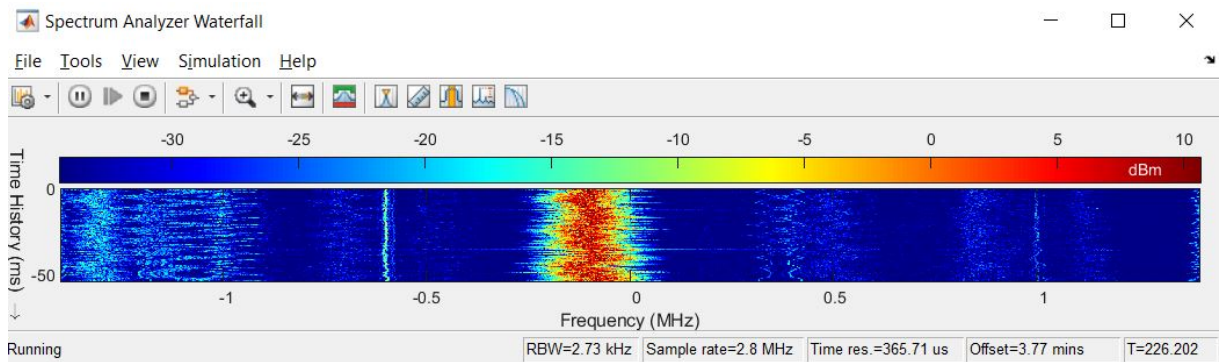 Spectrum Analyzer Waterfall
File Tools View Simulation Help
-30 -25 -20 -15 -10 -5 0 5 10
dBm
Time History (ms) →
0
-50
-1 -0.5 0 0.5 1
Frequency (MHz)
Running RBW=2.73 kHz Sample rate=2.8 MHz Time res.=365.71 us Offset=3.77 mins T=226.202